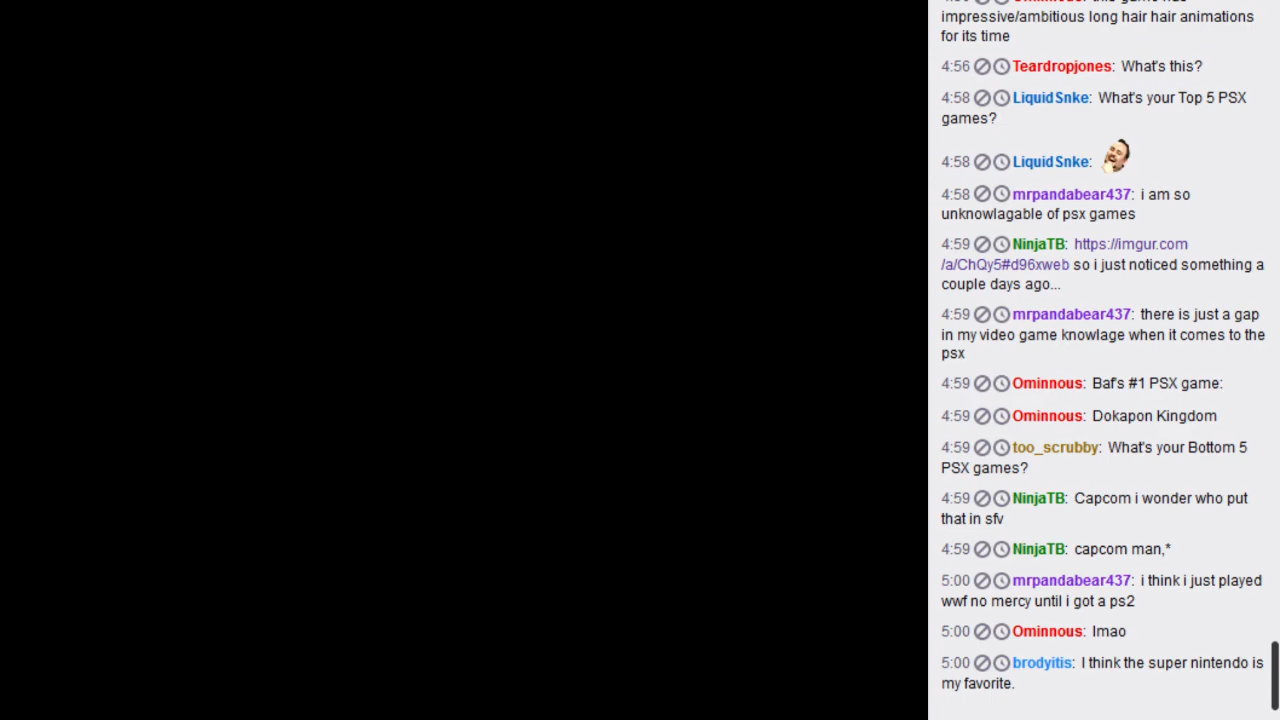 impressive/ambitious long hair hair animations
for its time
4:56 Teardropjones: What's this?
4:58 LiquidSnke: What's your Top 5 PSX
games?
4:58 LiquidSnke:
4:58 mrpandabear437: i am so
unknowlagable of psx games
4:59 NinjaTB: https://imgur.com
/a/ChQy5#d96xweb so i just noticed something a
couple days ago...
4:59 mrpandabear437: there is just a gap
in my video game knowlage when it comes to the
psx
4:59 Ominnous: Baf's #1 PSX game:
4:59 Ominnous: Dokapon Kingdom
4:59 too_scrubby: What's your Bottom 5
PSX games?
4:59 NinjaTB: Capcom i wonder who put
that in sfv
4:59 NinjaTB: capcom man,*
5:00 mrpandabear437: i think i just played
wwf no mercy until i got a ps2
5:00 Ominnous: lmao
5:00 brodyitis: I think the super nintendo is
my favorite.